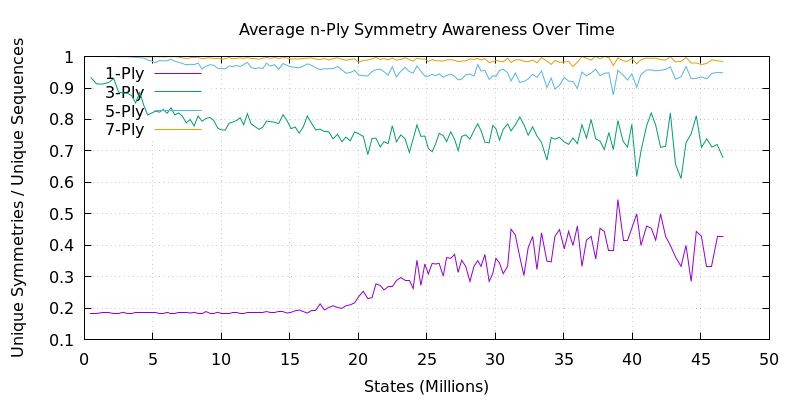 Average n-Ply Symmetry Awareness Over Time
Unique Symmetries / Unique Sequences
1
0.9
0.8
0.7
0.6
0.5
0.4
0.3
0.2
0.1
1-Ply
3-Ply
5-Ply
7-Ply
0 5 10 15 20 25 30 35 40 45 50
States (Millions)